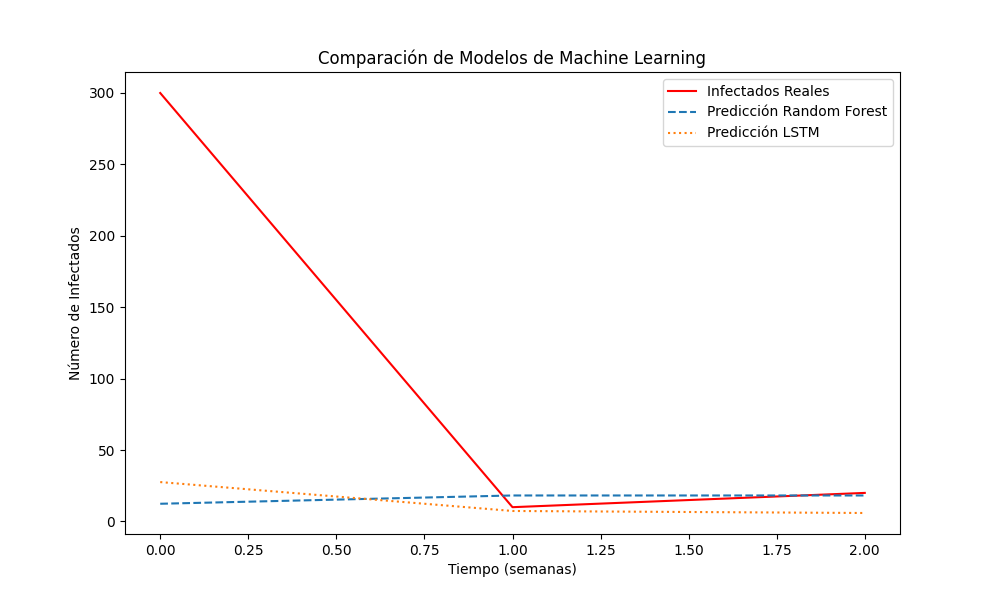 Comparación de Modelos de Machine Learning
Infectados Reales
Predicción Random Forest
Predicción LSTM
Número de Infectados
300
250
200
150
100
50
0
0.00 0.25 0.50 0.75 1.00 1.25 1.50 1.75 2.00
Tiempo (semanas)